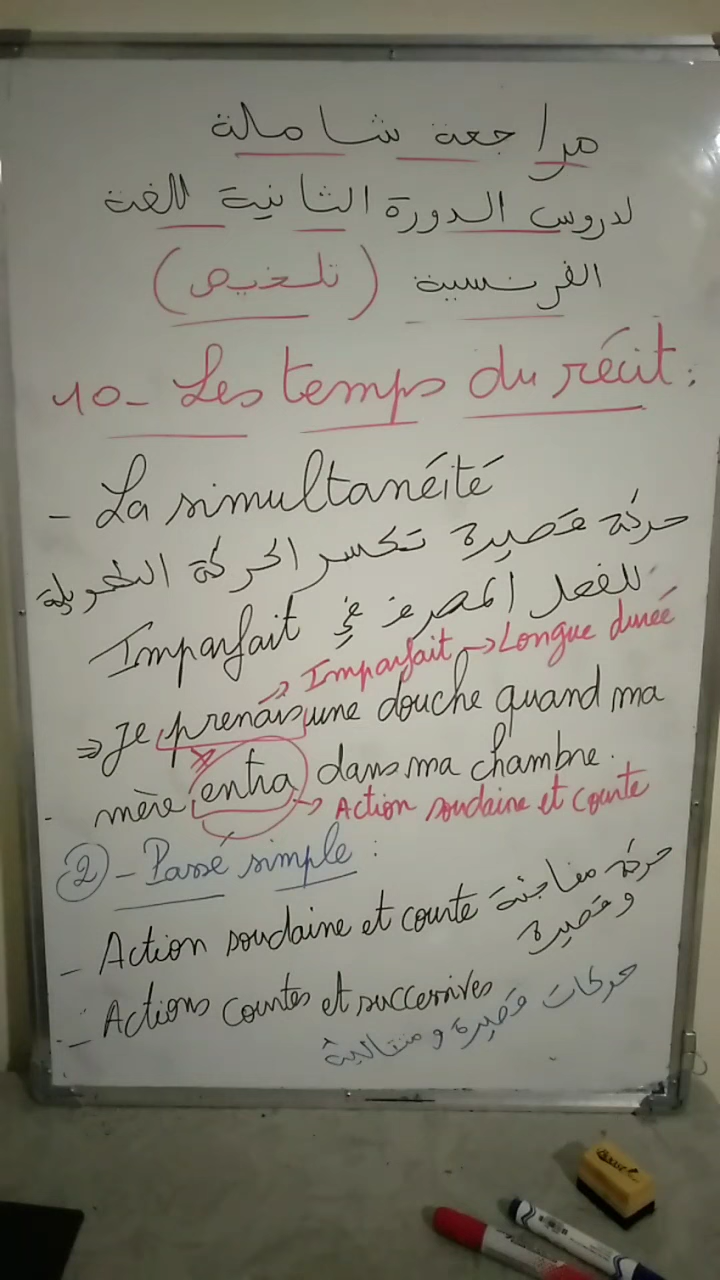 مراجعة شاملة
لدروس الدورة الثانية للغة
الفرنسية (تلخيص)
10- Les temps du récit :
- La simultanéité
حركة قصيرة تكسر الحركة الطويلة
للفعل المصرف في Imparfait
→ Imparfait → Longue durée
⇒ Je prenais une douche quand ma
mère entra dans ma chambre.
→ Action soudaine et courte
② - Passé simple :
- Action soudaine et courte حركة مفاجئة
و قصيرة
- Actions courtes et successives
حركات قصيرة و متتالية